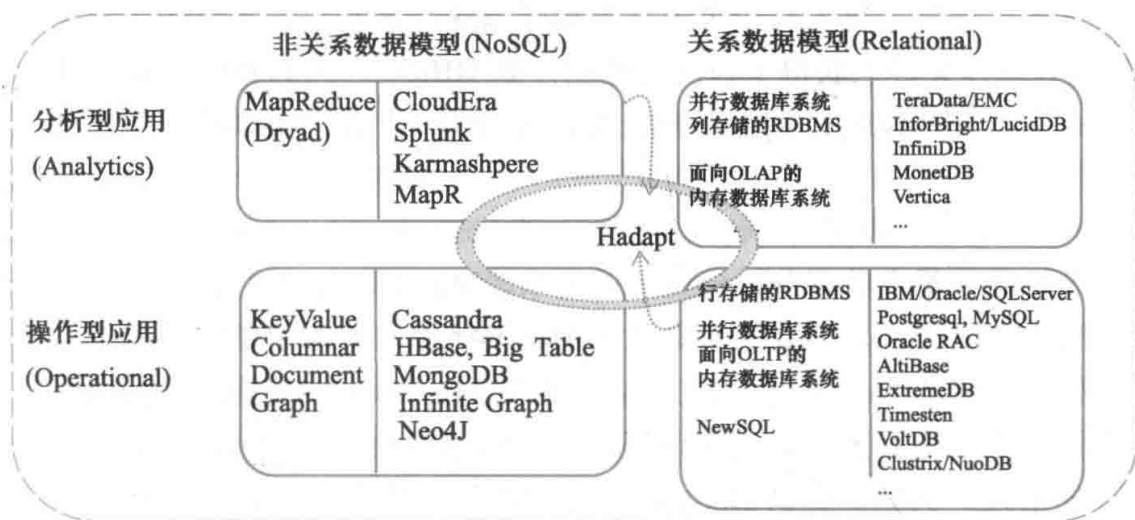 非关系数据模型(NoSQL)
关系数据模型(Relational)
分析型应用
(Analytics)
MapReduce
(Dryad)
CloudEra
Splunk
Karmashpere
MapR
并行数据库系统
列存储的RDBMS
面向OLAP的
内存数据库系统
...
TeraData/EMC
InforBright/LucidDB
InfiniDB
MonetDB
Vertica
...
Hadapt
操作型应用
(Operational)
KeyValue
Columnar
Document
Graph
Cassandra
HBase, Big Table
MongoDB
Infinite Graph
Neo4J
行存储的RDBMS
并行数据库系统
面向OLTP的
内存数据库系统
NewSQL
IBM/Oracle/SQLServer
Postgresql, MySQL
Oracle RAC
AltiBase
ExtremeDB
Timesten
VoltDB
Clustrix/NuoDB
...